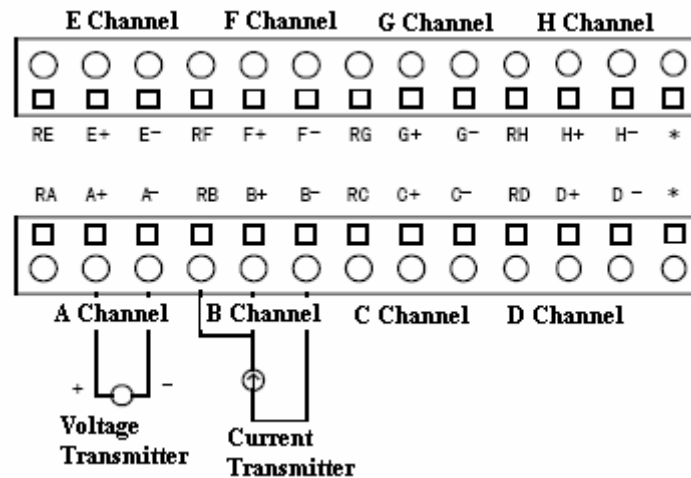 E Channel F Channel G Channel H Channel
RE E+ E- RF F+ F- RG G+ G- RH H+ H- *
RA A+ A- RB B+ B- RC C+ C- RD D+ D - *
A Channel B Channel C Channel D Channel
+ -
Voltage
Transmitter
Current
Transmitter